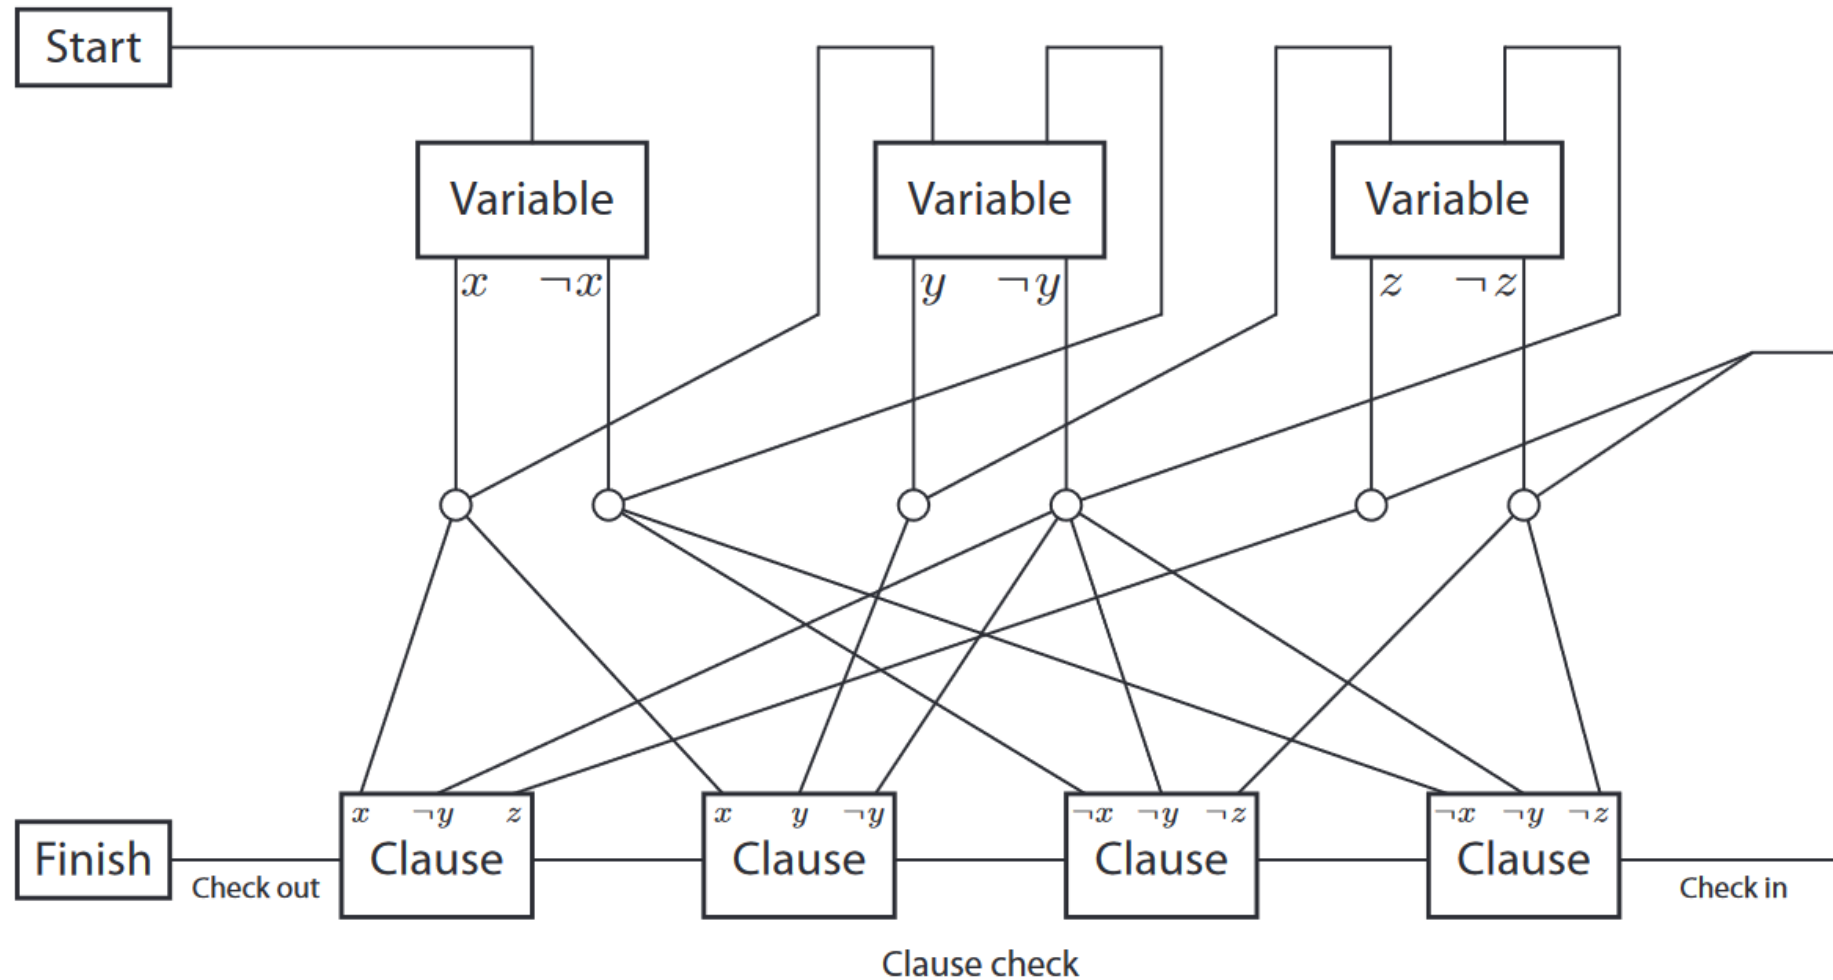 Start
Variable Variable Variable
x ¬x y ¬y z ¬z
x ¬y z x y ¬y ¬x ¬y ¬z ¬x ¬y ¬z
Finish Clause Clause Clause Clause
Check out Check in
Clause check